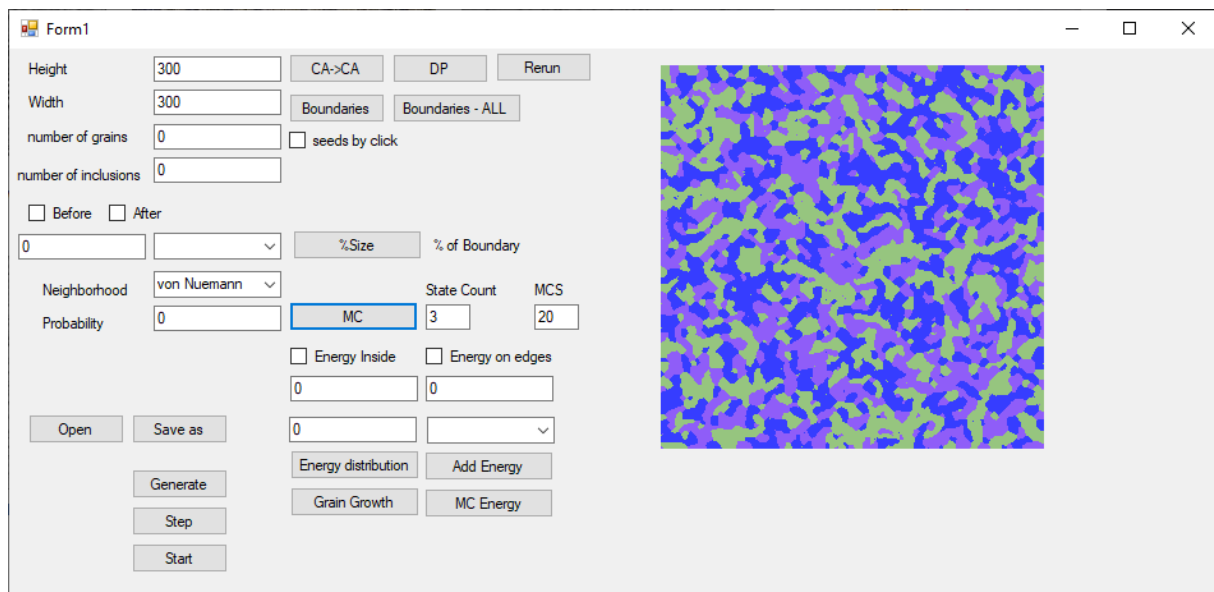 Form1
Height 300 CA->CA DP Rerun
Width 300 Boundaries Boundaries - ALL
number of grains 0 seeds by click
number of inclusions 0
Before After
0 %Size % of Boundary
Neighborhood von Nuemann State Count MCS
Probability 0 MC 3 20
Energy Inside Energy on edges
0 0
Open Save as 0
Energy distribution Add Energy
Generate Grain Growth MC Energy
Step
Start